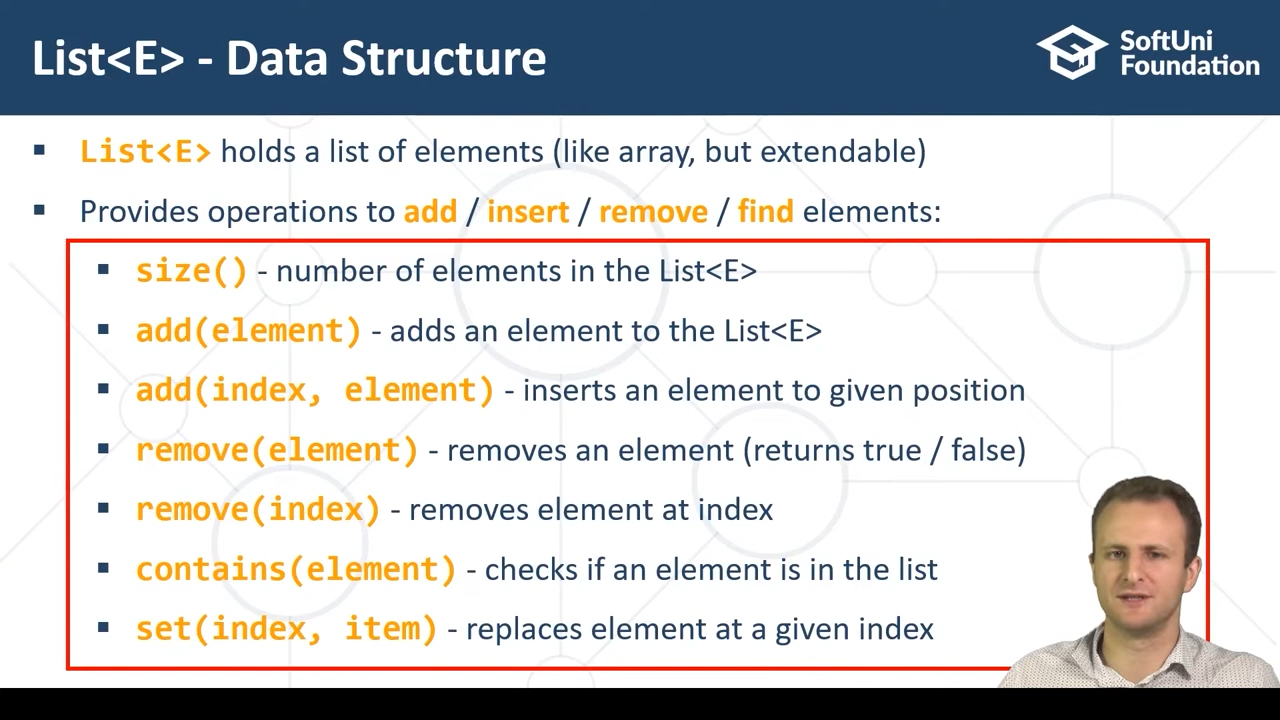 List<E> - Data Structure
SoftUni
Foundation
▪ List<E> holds a list of elements (like array, but extendable)
▪ Provides operations to add / insert / remove / find elements:
▪ size() - number of elements in the List<E>
▪ add(element) - adds an element to the List<E>
▪ add(index, element) - inserts an element to given position
▪ remove(element) - removes an element (returns true / false)
▪ remove(index) - removes element at index
▪ contains(element) - checks if an element is in the list
▪ set(index, item) - replaces element at a given index